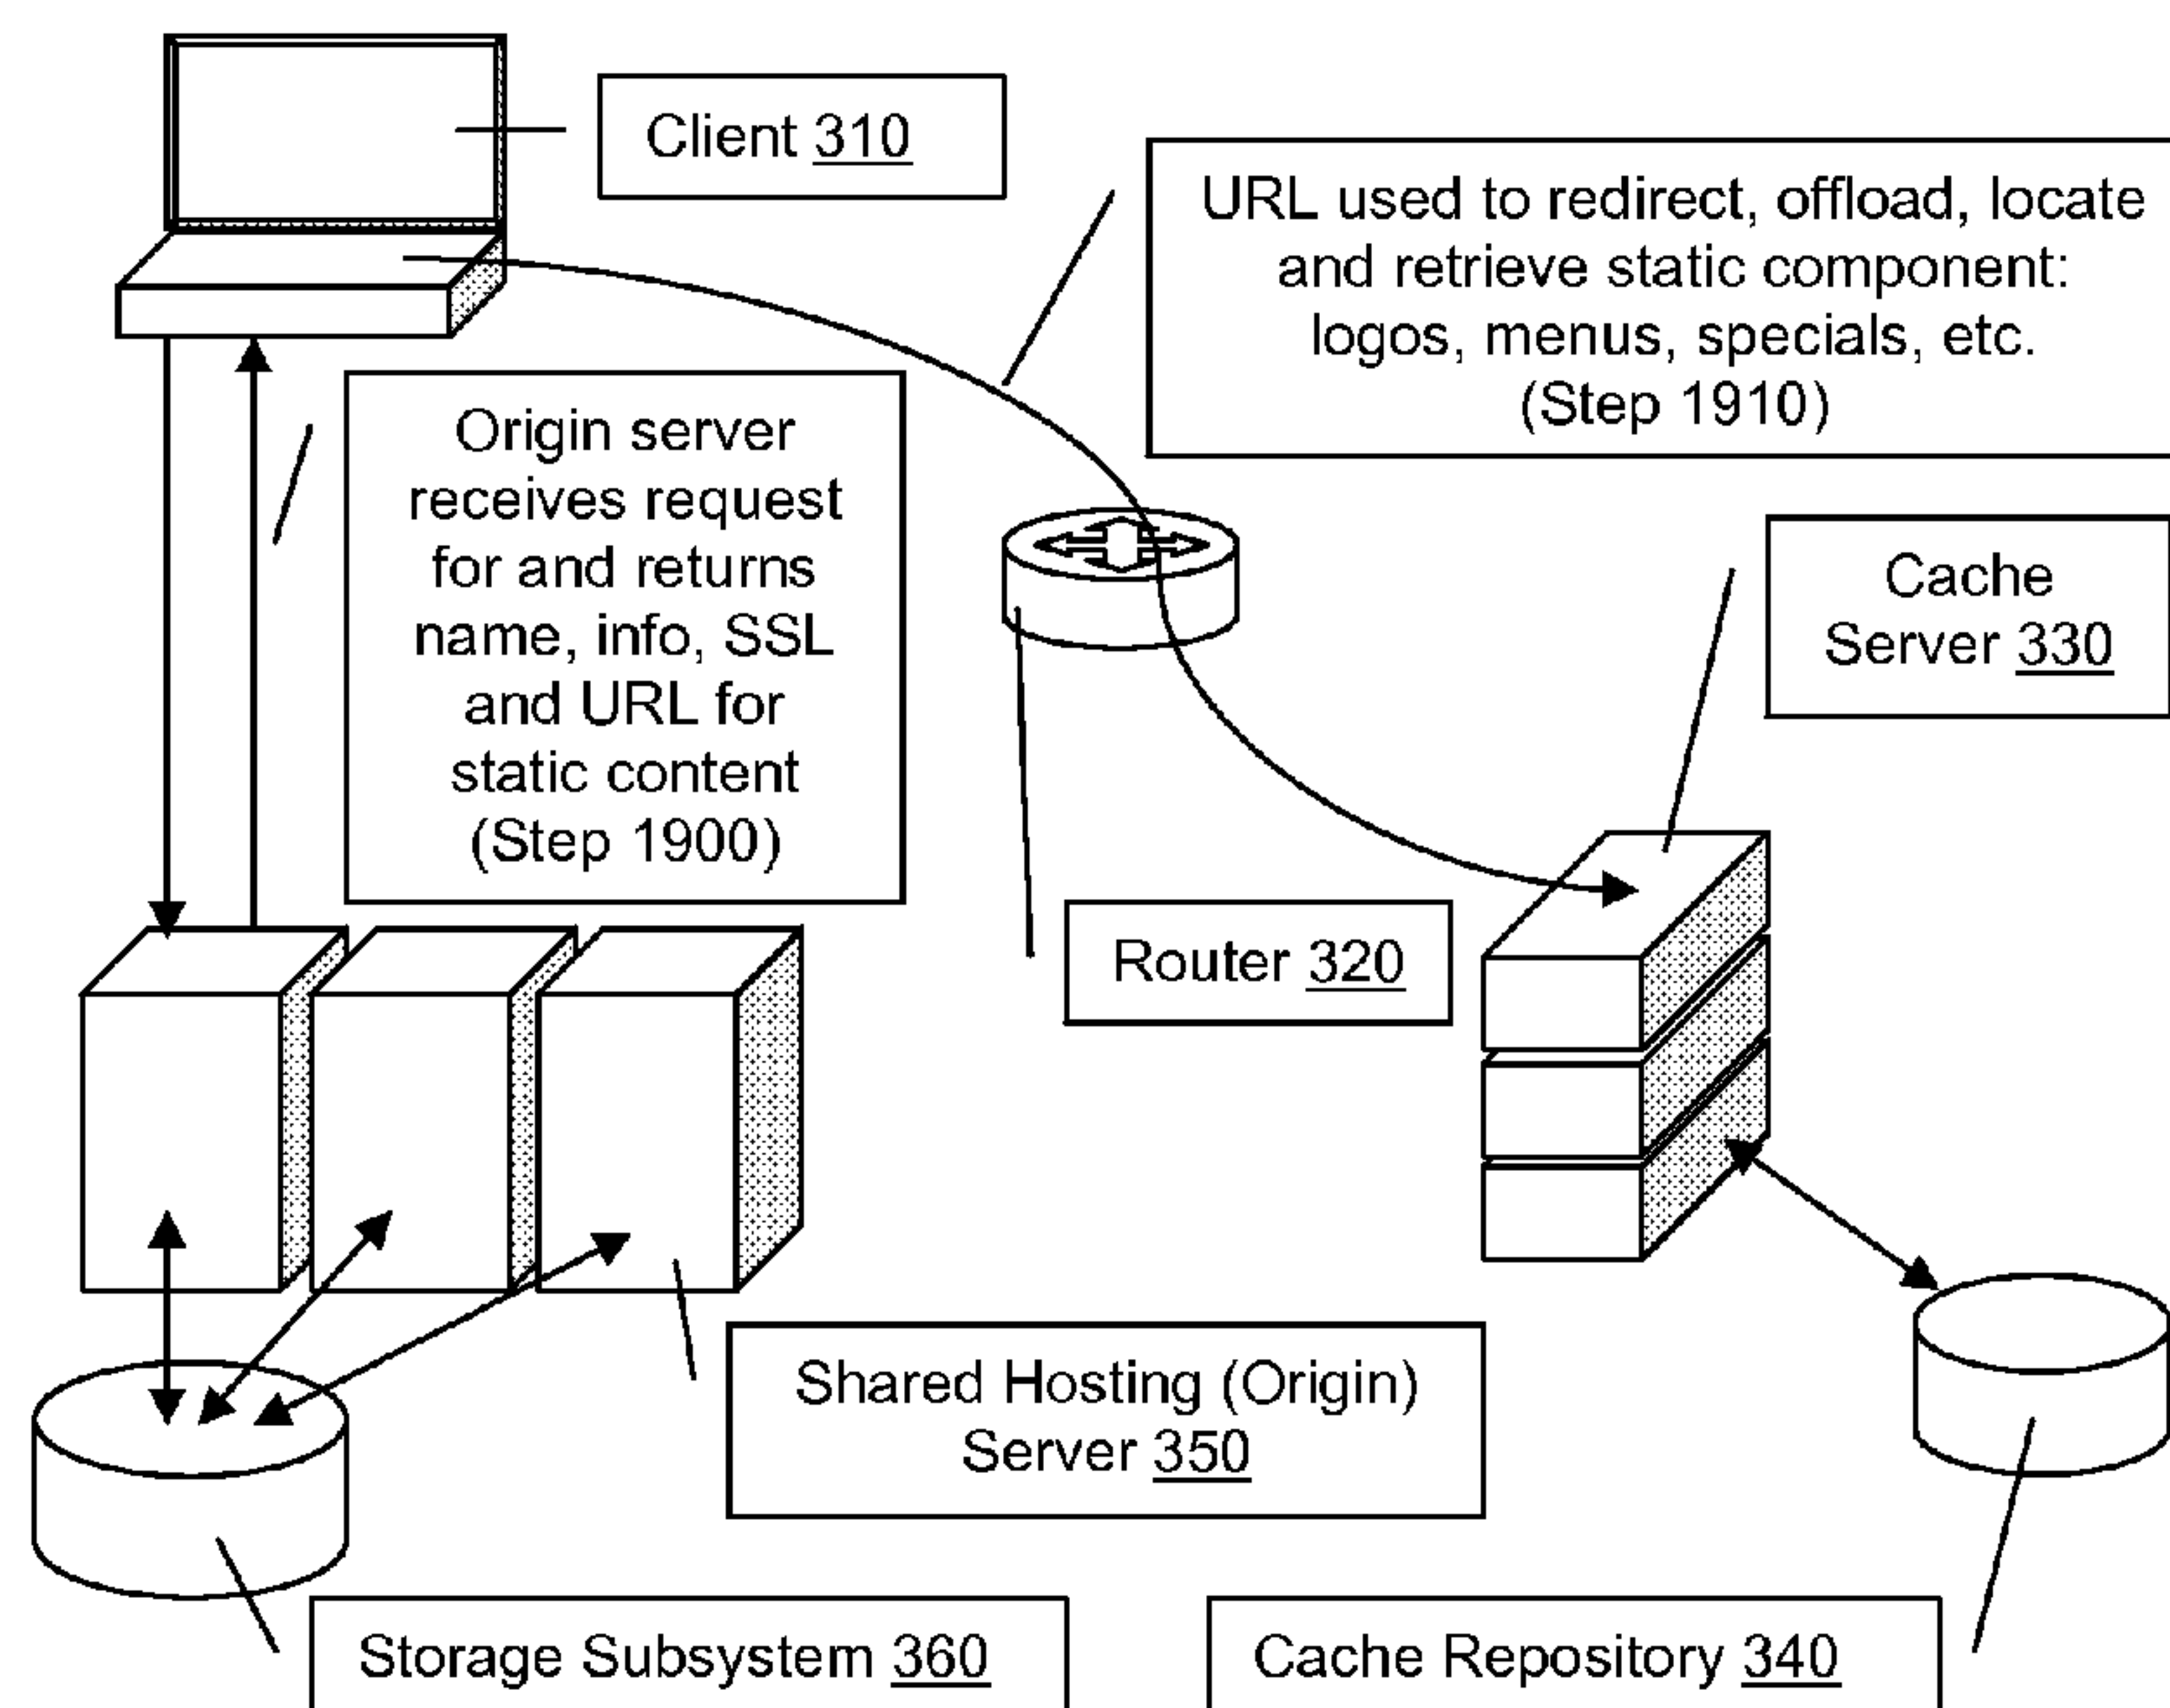 Client 310
URL used to redirect, offload, locate
and retrieve static component:
logos, menus, specials, etc.
(Step 1910)
Origin server
receives request
for and returns
name, info, SSL
and URL for
static content
(Step 1900)
Cache
Server 330
Router 320
Shared Hosting (Origin)
Server 350
Storage Subsystem 360
Cache Repository 340